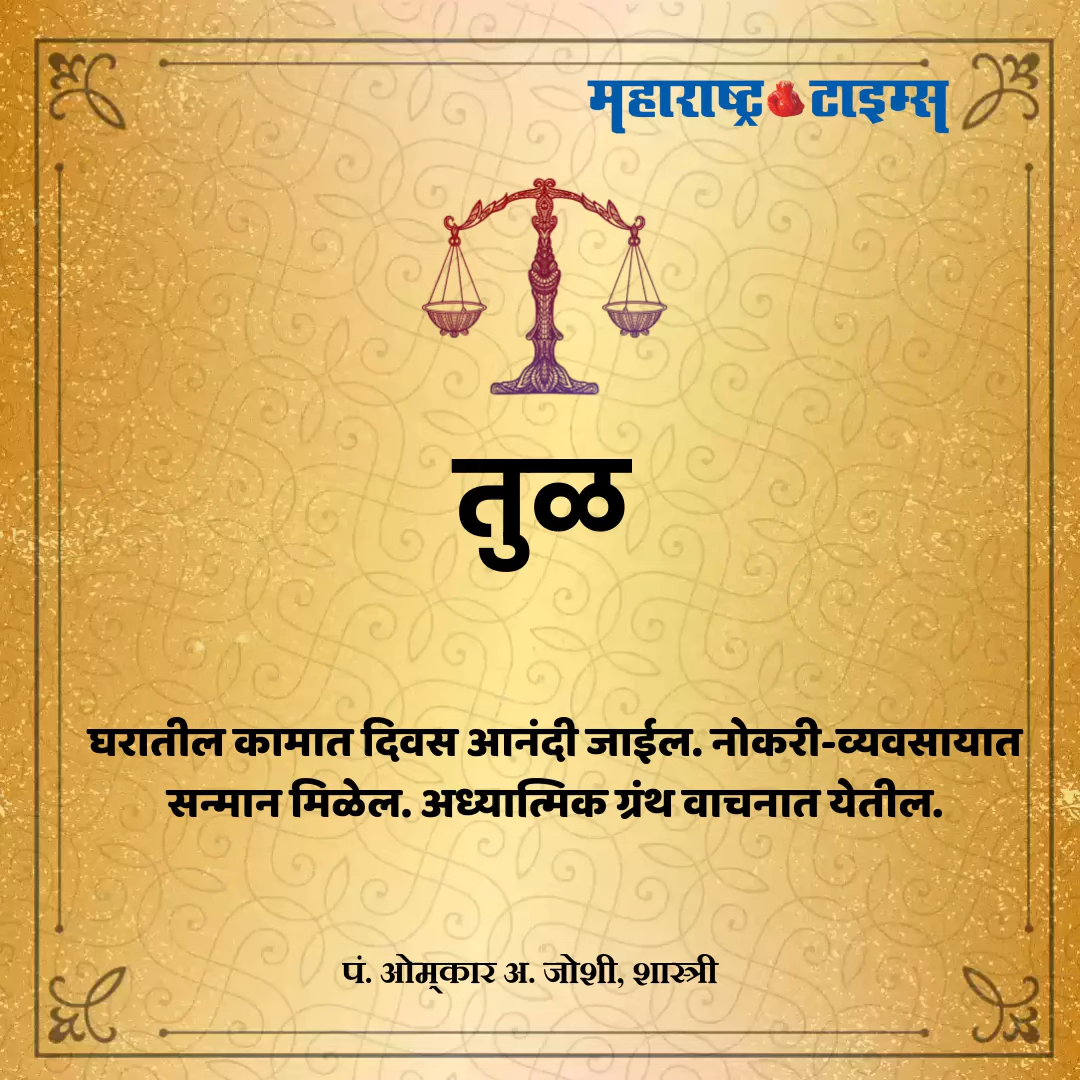 महाराष्ट्र टाइम्स
तुळ
घरातील कामात दिवस आनंदी जाईल. नोकरी-व्यवसायात
सन्मान मिळेल. अध्यात्मिक ग्रंथ वाचनात येतील.
पं. ओम्‌कार अ. जोशी, शास्त्री